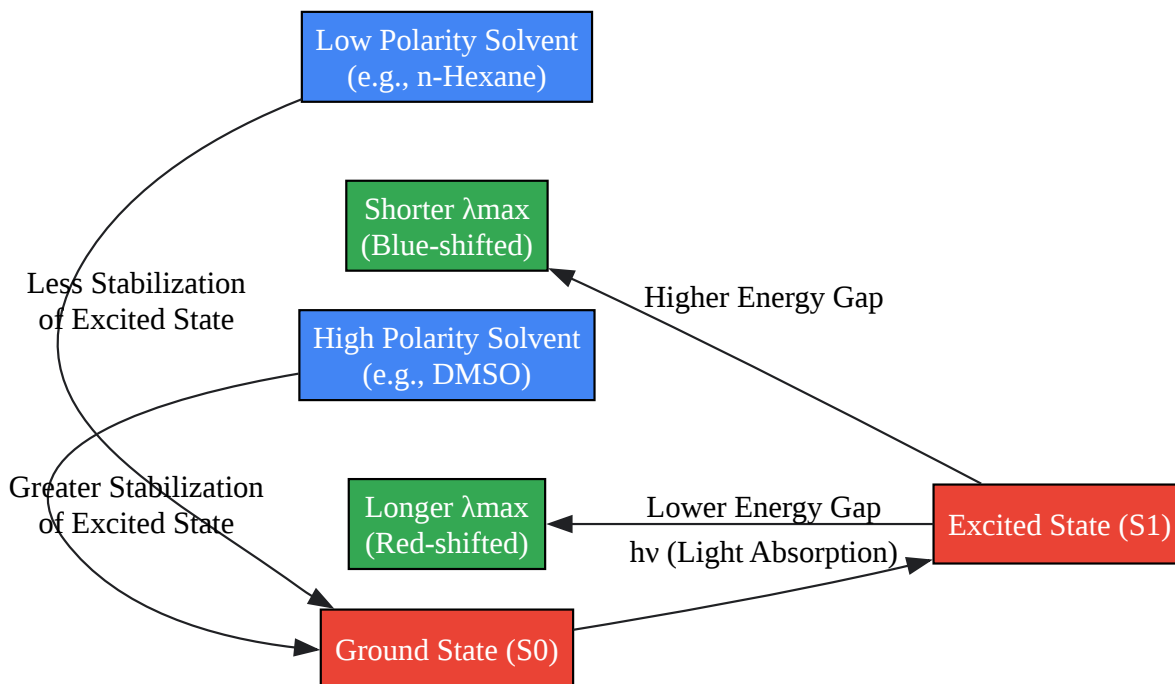 Low Polarity Solvent
(e.g., n-Hexane)
Shorter λmax
(Blue-shifted)
Less Stabilization
of Excited State
Higher Energy Gap
High Polarity Solvent
(e.g., DMSO)
Greater Stabilization
of Excited State
Longer λmax
(Red-shifted)
Lower Energy Gap
hν (Light Absorption)
Excited State (S1)
Ground State (S0)